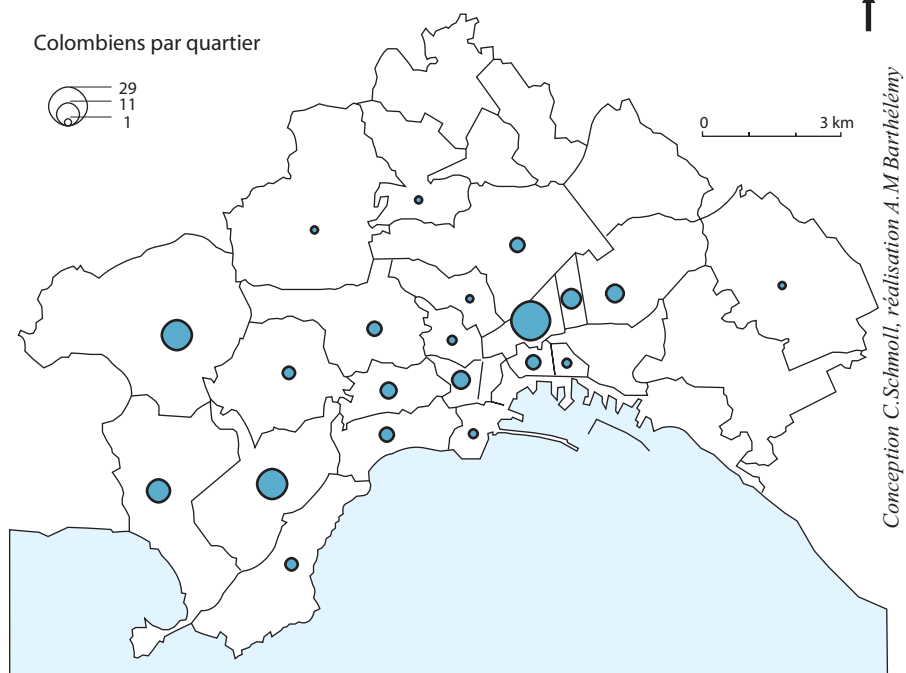 Colombiens par quartier
29
11
1
0 3 km
Conception C.Schmoll, réalisation A.M Barthélémy